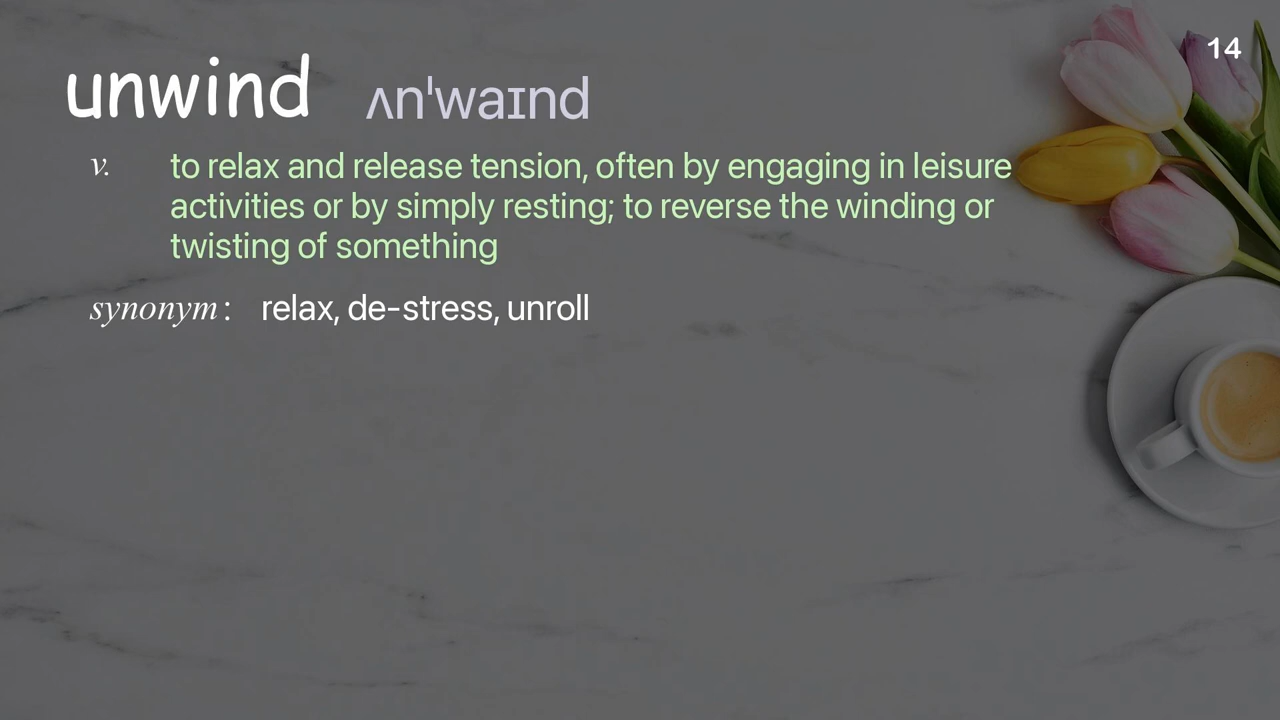 14
unwind ʌnˈwaɪnd
v. to relax and release tension, often by engaging in leisure
activities or by simply resting; to reverse the winding or
twisting of something
synonym: relax, de-stress, unroll